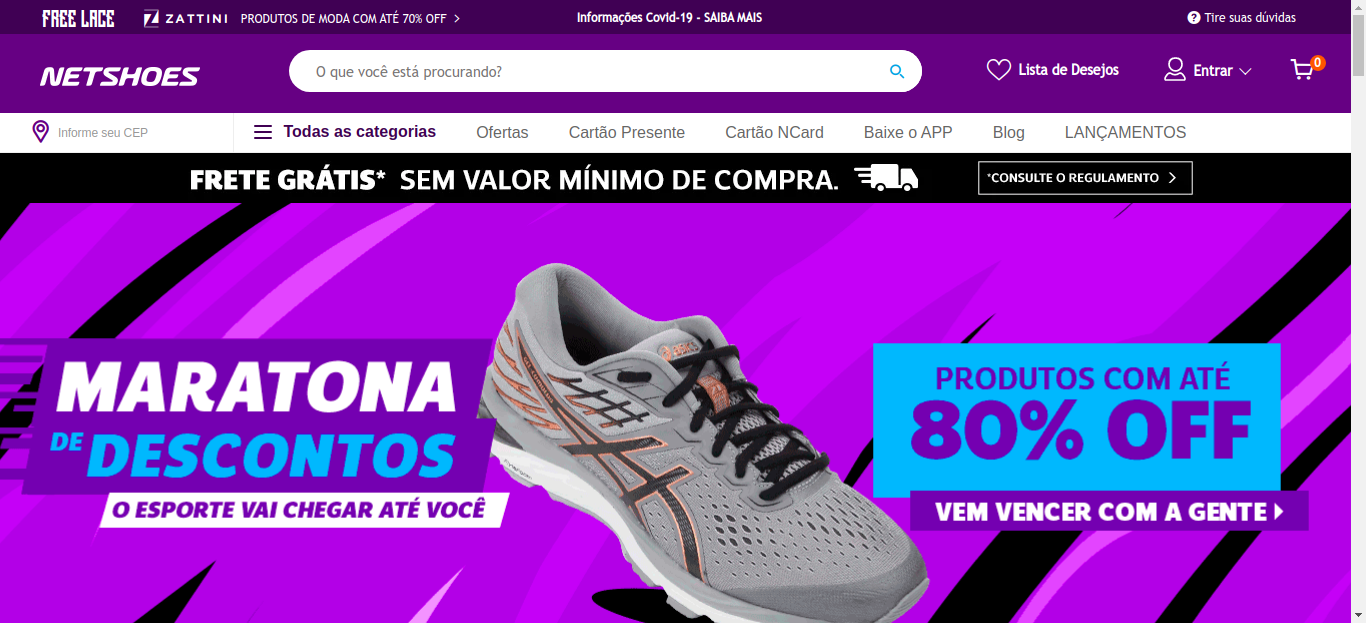 FREE LACE
ZATTINI PRODUTOS DE MODA COM ATÉ 70% OFF >
Informações Covid-19 - SAIBA MAIS
? Tire suas dúvidas
NETSHOES
O que você está procurando?
Lista de Desejos
Entrar
0
Informe seu CEP
Todas as categorias
Ofertas
Cartão Presente
Cartão NCard
Baixe o APP
Blog
LANÇAMENTOS
FRETE GRÁTIS* SEM VALOR MÍNIMO DE COMPRA.
*CONSULTE O REGULAMENTO >
MARATONA
DE DESCONTOS
O ESPORTE VAI CHEGAR ATÉ VOCÊ
asics
PRODUTOS COM ATÉ
80% OFF
VEM VENCER COM A GENTE